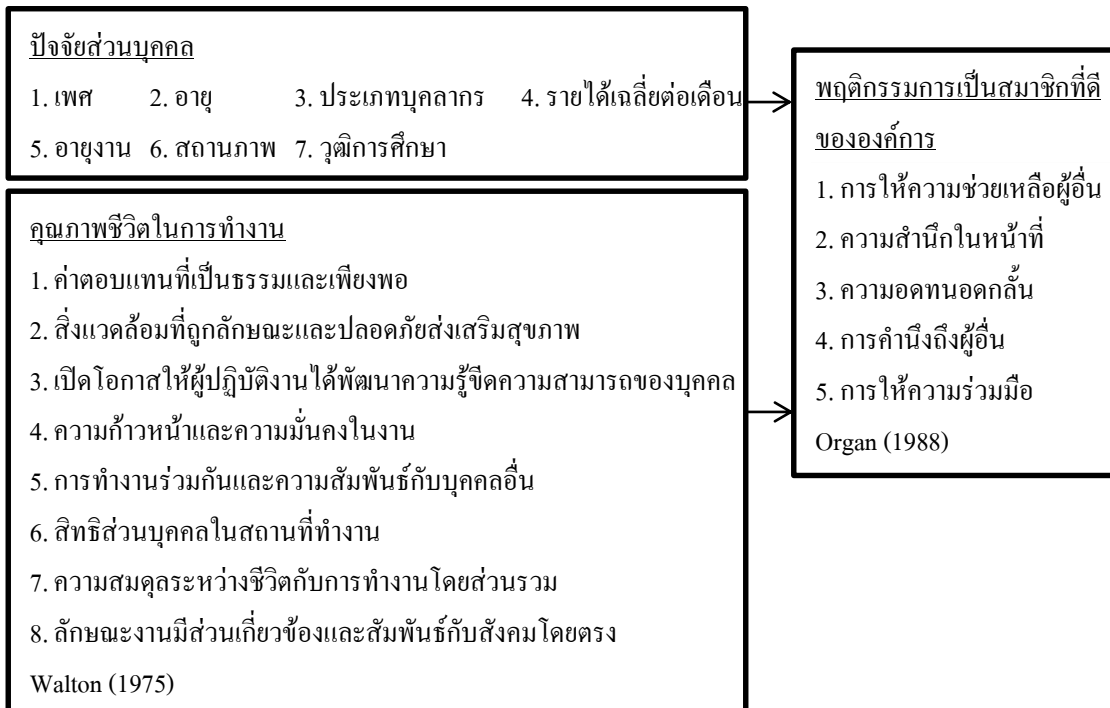 ปัจจัยส่วนบุคคล
1. เพศ 2. อายุ 3. ประเภทบุคลากร 4. รายได้เฉลี่ยต่อเดือน
5. อายุงาน 6. สถานภาพ 7. วุฒิการศึกษา
คุณภาพชีวิตในการทำงาน
1. ค่าตอบแทนที่เป็นธรรมและเพียงพอ
2. สิ่งแวดล้อมที่ถูกลักษณะและปลอดภัยส่งเสริมสุขภาพ
3. เปิดโอกาสให้ผู้ปฏิบัติงานได้พัฒนาความรู้ขีดความสามารถของบุคคล
4. ความก้าวหน้าและความมั่นคงในงาน
5. การทำงานร่วมกันและความสัมพันธ์กับบุคคลอื่น
6. สิทธิส่วนบุคคลในสถานที่ทำงาน
7. ความสมดุลระหว่างชีวิตกับการทำงานโดยส่วนรวม
8. ลักษณะงานมีส่วนเกี่ยวข้องและสัมพันธ์กับสังคมโดยตรง
Walton (1975)
พฤติกรรมการเป็นสมาชิกที่ดี
ขององค์การ
1. การให้ความช่วยเหลือผู้อื่น
2. ความสำนึกในหน้าที่
3. ความอดทนอดกลั้น
4. การคำนึงถึงผู้อื่น
5. การให้ความร่วมมือ
Organ (1988)